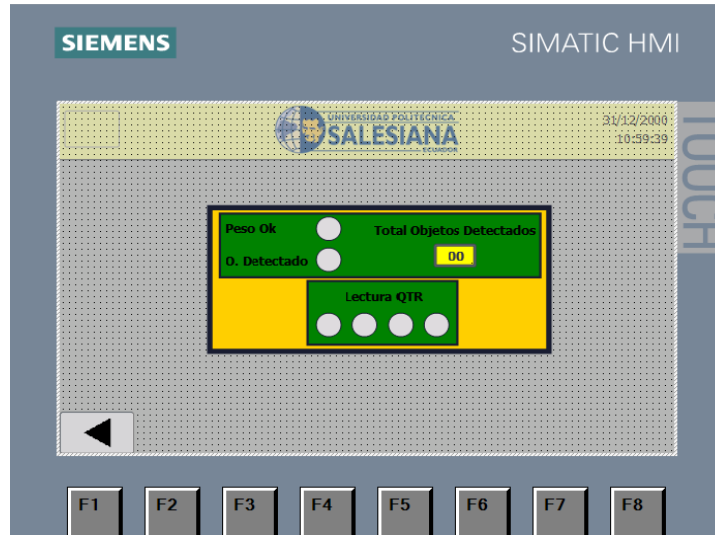 SIEMENS
SIMATIC HMI
TOUCH
UNIVERSIDAD POLITÉCNICA
SALESIANA
ECUADOR
31/12/2000
10:59:39
Peso Ok
Total Objetos Detectados
O. Detectado
00
Lectura QTR
F1 F2 F3 F4 F5 F6 F7 F8